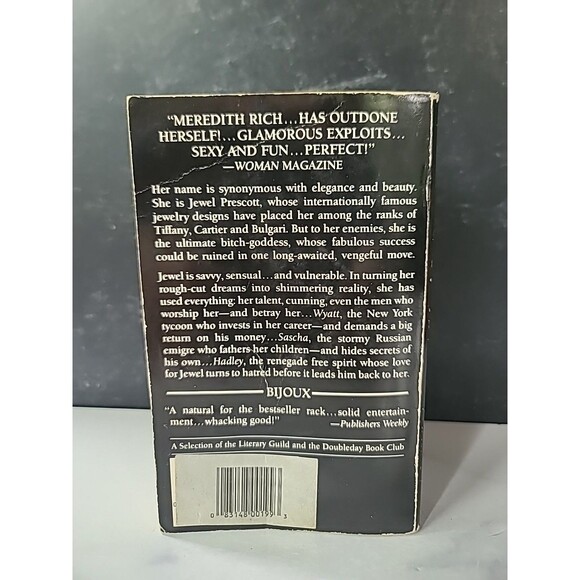 "MEREDITH RICH...HAS OUTDONE
HERSELF!...GLAMOROUS EXPLOITS...
SEXY AND FUN...PERFECT!"
—WOMAN MAGAZINE
Her name is synonymous with elegance and beauty.
She is Jewel Prescott, whose internationally famous
jewelry designs have placed her among the ranks of
Tiffany, Cartier and Bulgari. But to her enemies, she is
the ultimate bitch-goddess, whose fabulous success
could be ruined in one long-awaited, vengeful move.
Jewel is savvy, sensual...and vulnerable. In turning her
rough-cut dreams into shimmering reality, she has
used everything: her talent, cunning, even the men who
worship her—and betray her...Wyatt, the New York
tycoon who invests in her career—and demands a big
return on his money...Sascha, the stormy Russian
emigre who fathers her children—and hides secrets of
his own...Hadley, the renegade free spirit whose love
for Jewel turns to hatred before it leads him back to her.
BIJOUX
"A natural for the bestseller rack...solid entertain-
ment...whacking good!" —Publishers Weekly
A Selection of the Literary Guild and the Doubleday Book Club
0 83148 00199 3